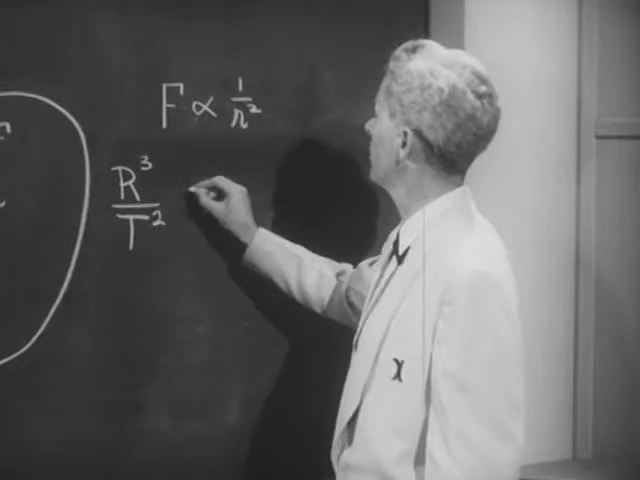 F ∝ 1/r²
R³/T²